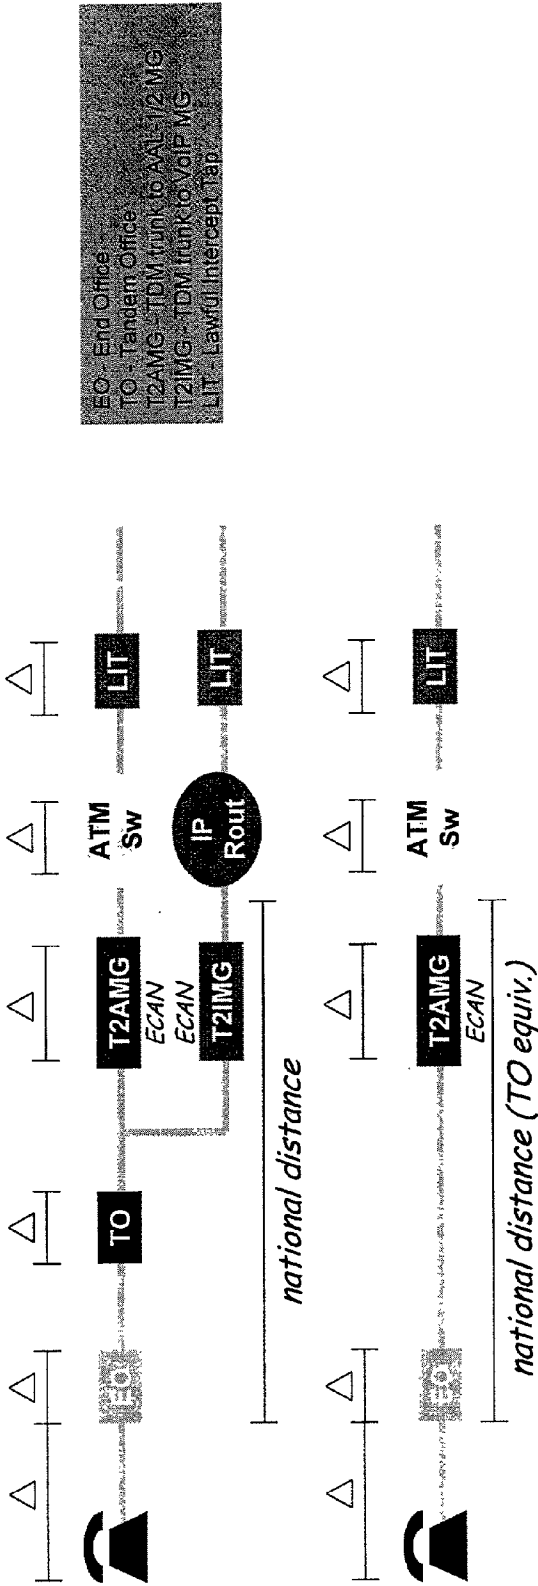 EO - End Office
TO - Tandem Office
T2AMG - TDM trunk to AAL-1/2 MG
T2IMG - TDM trunk to VoIP MG
LIT - Lawful Intercept Tap
Δ Δ Δ Δ Δ Δ
EO TO T2AMG ATM Sw LIT
ECAN
ECAN
T2IMG IP Rout LIT
national distance
Δ Δ Δ Δ Δ
EO T2AMG ATM Sw LIT
ECAN
national distance (TO equiv.)